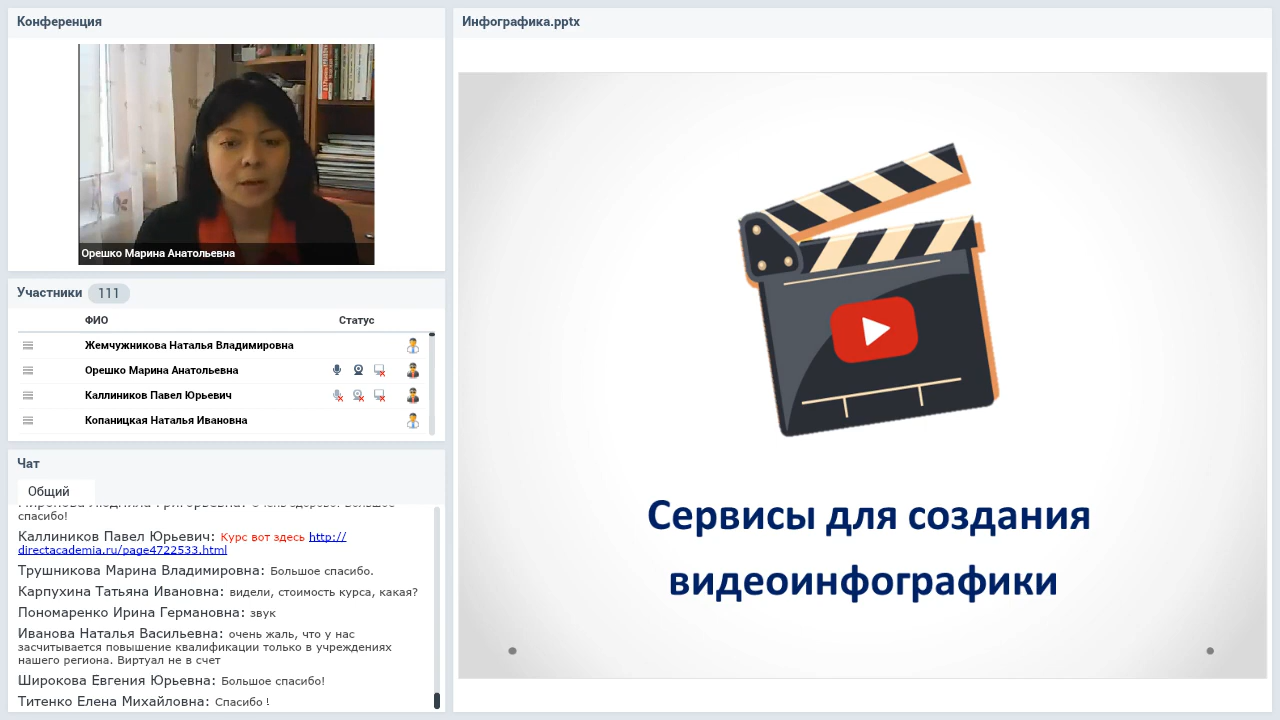 Конференция
Орешко Марина Анатольевна
Участники 111
ФИО Статус
Жемчужникова Наталья Владимировна
Орешко Марина Анатольевна
Каллиников Павел Юрьевич
Копаницкая Наталья Ивановна
Чат
Общий
спасибо!
Каллиников Павел Юрьевич: Курс вот здесь http://
directacademia.ru/page4722533.html
Трушникова Марина Владимировна: Большое спасибо.
Карпухина Татьяна Ивановна: видели, стоимость курса, какая?
Пономаренко Ирина Германовна: звук
Иванова Наталья Васильевна: очень жаль, что у нас
засчитывается повышение квалификации только в учреждениях
нашего региона. Виртуал не в счет
Широкова Евгения Юрьевна: Большое спасибо!
Титенко Елена Михайловна: Спасибо !
Инфографика.pptx
Сервисы для создания
видеоинфографики